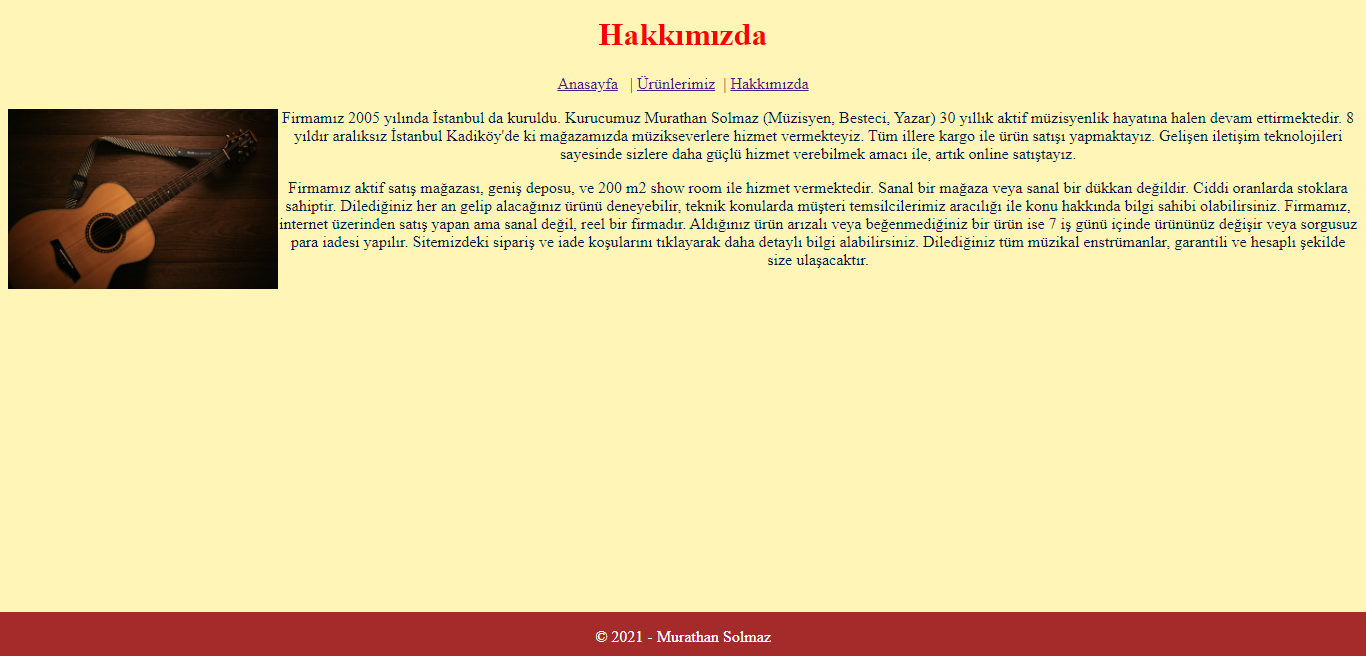 Hakkımızda
Anasayfa | Ürünlerimiz | Hakkımızda
Firmamız 2005 yılında İstanbul da kuruldu. Kurucumuz Murathan Solmaz (Müzisyen, Besteci, Yazar) 30 yıllık aktif müzisyenlik hayatına halen devam ettirmektedir. 8
yıldır aralıksız İstanbul Kadiköy'de ki mağazamızda müzikseverlere hizmet vermekteyiz. Tüm illere kargo ile ürün satışı yapmaktayız. Gelişen iletişim teknolojileri
sayesinde sizlere daha güçlü hizmet verebilmek amacı ile, artık online satıştayız.
Firmamız aktif satış mağazası, geniş deposu, ve 200 m2 show room ile hizmet vermektedir. Sanal bir mağaza veya sanal bir dükkan değildir. Ciddi oranlarda stoklara
sahiptir. Dilediğiniz her an gelip alacağınız ürünü deneyebilir, teknik konularda müşteri temsilcilerimiz aracılığı ile konu hakkında bilgi sahibi olabilirsiniz. Firmamız,
internet üzerinden satış yapan ama sanal değil, reel bir firmadır. Aldığınız ürün arızalı veya beğenmediğiniz bir ürün ise 7 iş günü içinde ürününüz değişir veya sorgusuz
para iadesi yapılır. Sitemizdeki sipariş ve iade koşularını tıklayarak daha detaylı bilgi alabilirsiniz. Dilediğiniz tüm müzikal enstrümanlar, garantili ve hesaplı şekilde
size ulaşacaktır.
© 2021 - Murathan Solmaz